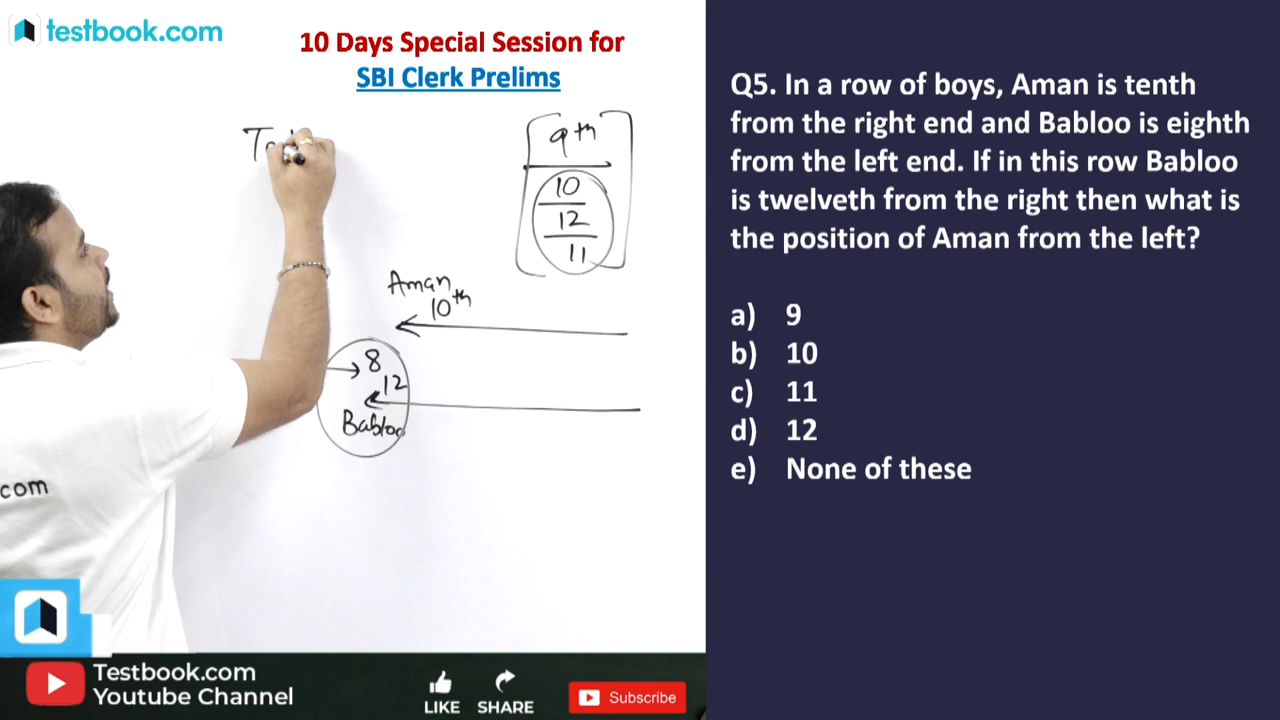 testbook.com
10 Days Special Session for
SBI Clerk Prelims
9th
10
12
11
Aman
10th
8
12
Babloo
com
Q5. In a row of boys, Aman is tenth
from the right end and Babloo is eighth
from the left end. If in this row Babloo
is twelveth from the right then what is
the position of Aman from the left?
a) 9
b) 10
c) 11
d) 12
e) None of these
Testbook.com
Youtube Channel
LIKE
SHARE
Subscribe